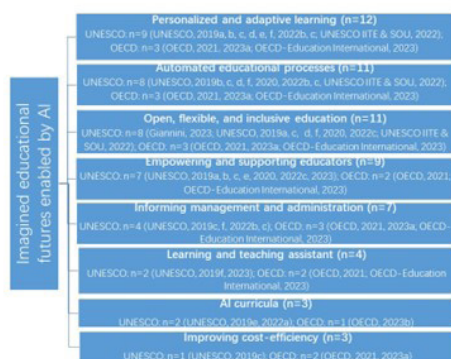 Imagined educational
futures enabled by AI
Personalized and adaptive learning (n=12)
UNESCO: n=9 (UNESCO, 2019a, b, c, d, e, f, 2022b, c; UNESCO IITE & SOU, 2022),
OECD: n=3 (OECD, 2021, 2023a, OECD-Education International, 2023)
Automated educational processes (n=11)
UNESCO: n=8 (UNESCO, 2019b, c, d, f, 2020, 2022b, c, UNESCO IITE & SOU, 2022),
OECD: n=3 (OECD, 2021, 2023a; OECD-Education International, 2023)
Open, flexible, and inclusive education (n=11)
UNESCO: n=8 (Giannini, 2023; UNESCO, 2019a, c, d, f, 2020, 2022c, UNESCO IITE &
SOU, 2022), OECD: n=3 (OECD, 2021, 2023a, OECD-Education International, 2023)
Empowering and supporting educators (n=9)
UNESCO: n=7 (UNESCO, 2019a, b, c, e, 2020, 2022c, 2023); OECD: n=2 (OECD, 2021;
OECD-Education International, 2023)
Informing management and administration (n=7)
UNESCO: n=4 (UNESCO, 2019c, f, 2022b, c); OECD: n=3 (OECD, 2021, 2023a; OECD-
Education International, 2023)
Learning and teaching assistant (n=4)
UNESCO: n=2 (UNESCO, 2019f, 2023); OECD: n=2 (OECD, 2021, OECD-Education
International, 2023)
AI curricula (n=3)
UNESCO: n=2 (UNESCO, 2019e, 2022a); OECD: n=1 (OECD, 2023b)
Improving cost-efficiency (n=3)
UNESCO: n=1 (UNESCO, 2019c); OECD: n=2 (OECD, 2021, 2023a)